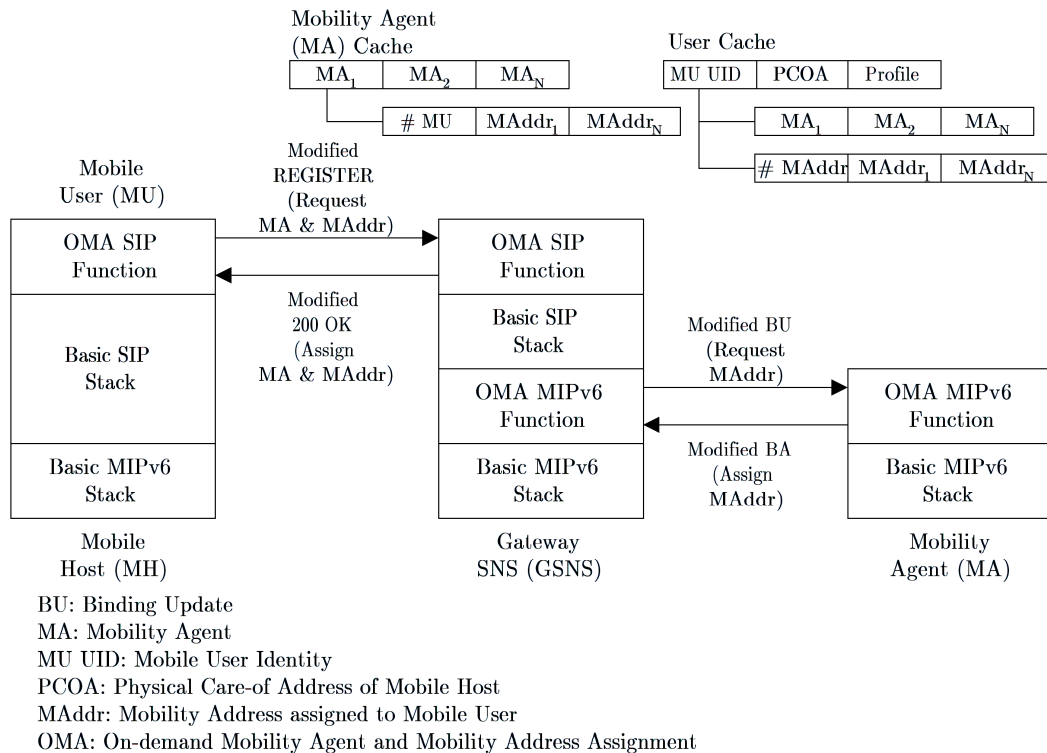 Mobility Agent
(MA) Cache
MA1 MA2 MAN
# MU MAddr1 MAddrN
User Cache
MU UID PCOA Profile
MA1 MA2 MAN
# MAddr MAddr1 MAddrN
Mobile
User (MU)
Modified
REGISTER
(Request
MA & MAddr)
OMA SIP
Function
Basic SIP
Stack
Basic MIPv6
Stack
Mobile
Host (MH)
Modified
200 OK
(Assign
MA & MAddr)
OMA SIP
Function
Basic SIP
Stack
OMA MIPv6
Function
Basic MIPv6
Stack
Gateway
SNS (GSNS)
Modified BU
(Request
MAddr)
Modified BA
(Assign
MAddr)
OMA MIPv6
Function
Basic MIPv6
Stack
Mobility
Agent (MA)
BU: Binding Update
MA: Mobility Agent
MU UID: Mobile User Identity
PCOA: Physical Care-of Address of Mobile Host
MAddr: Mobility Address assigned to Mobile User
OMA: On-demand Mobility Agent and Mobility Address Assignment